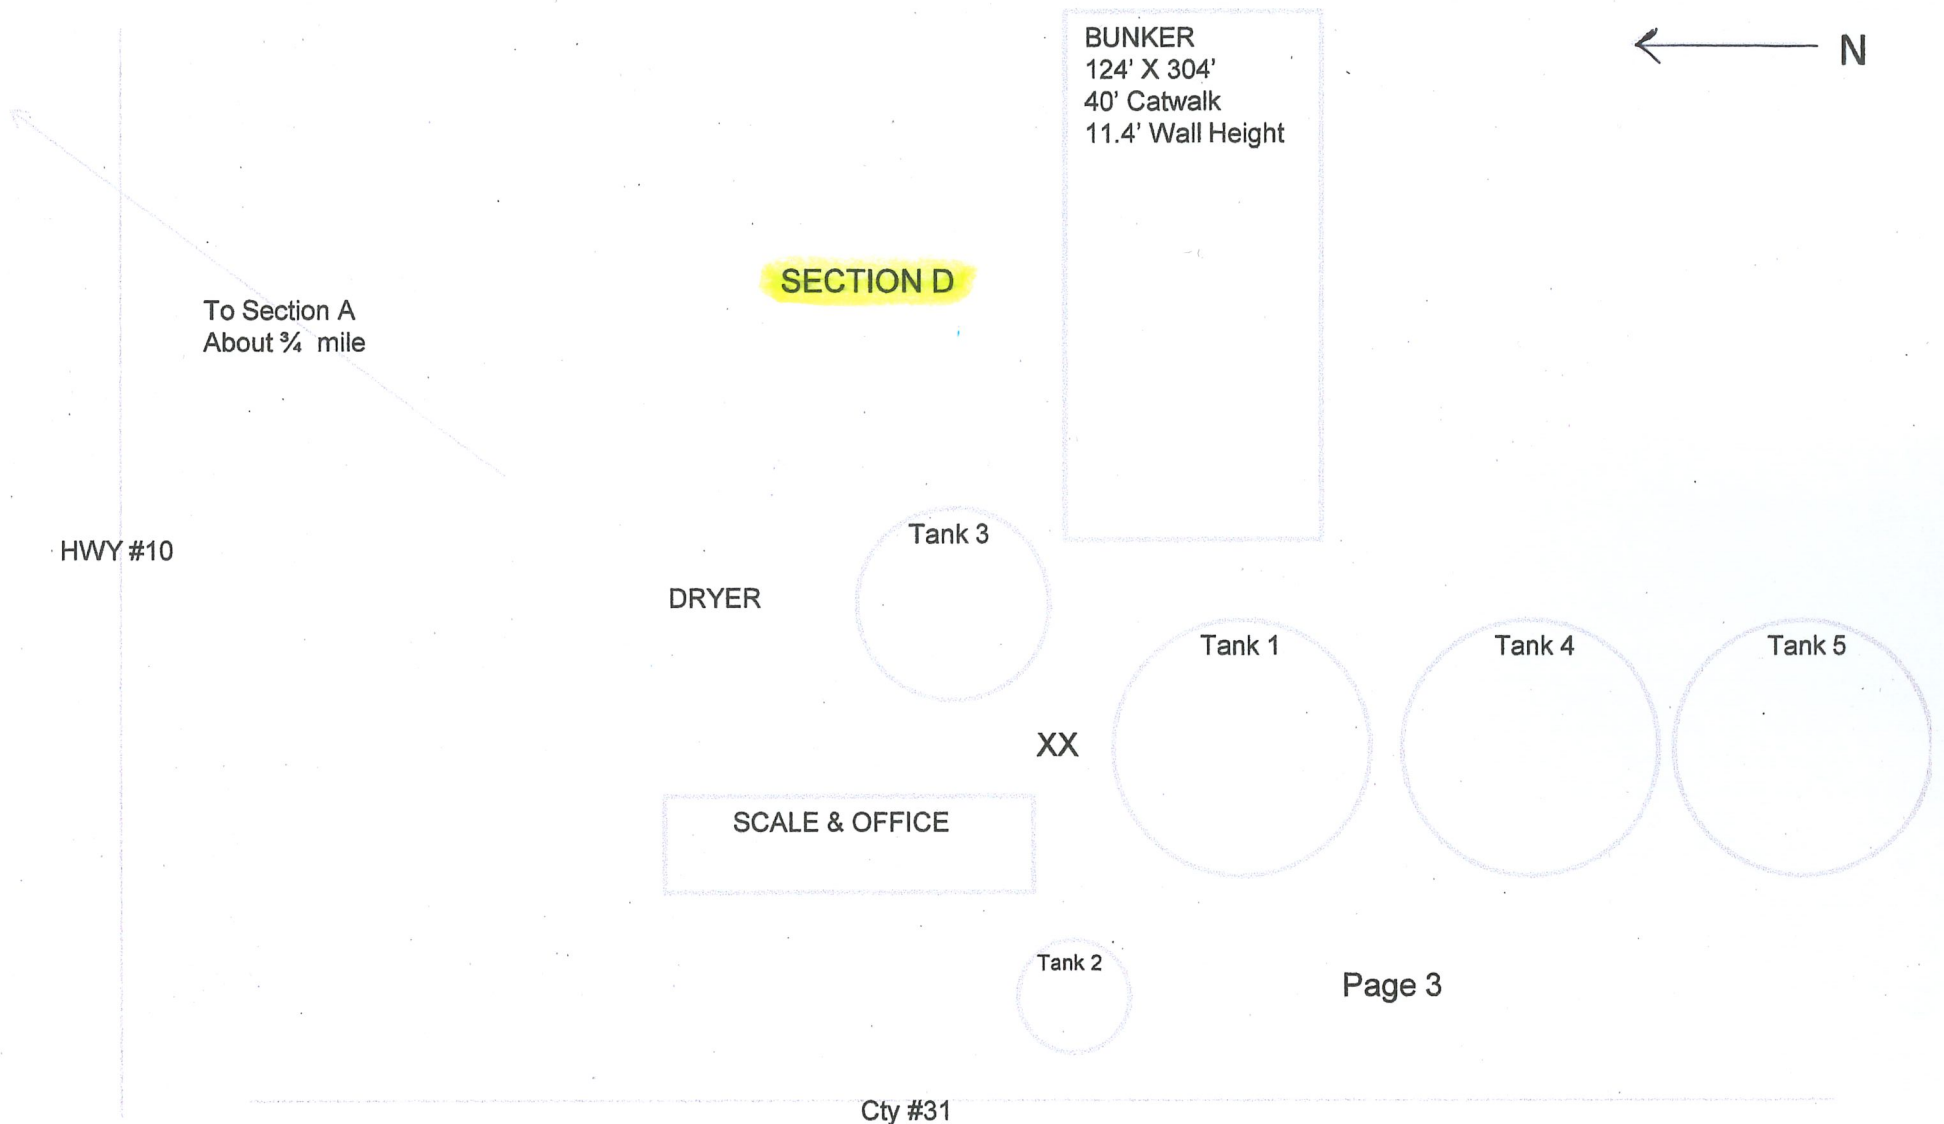 BUNKER
124' X 304'
40' Catwalk
11.4' Wall Height
N
SECTION D
To Section A
About ¾ mile
HWY #10
Tank 3
DRYER
Tank 1
Tank 4
Tank 5
XX
SCALE & OFFICE
Tank 2
Page 3
Cty #31